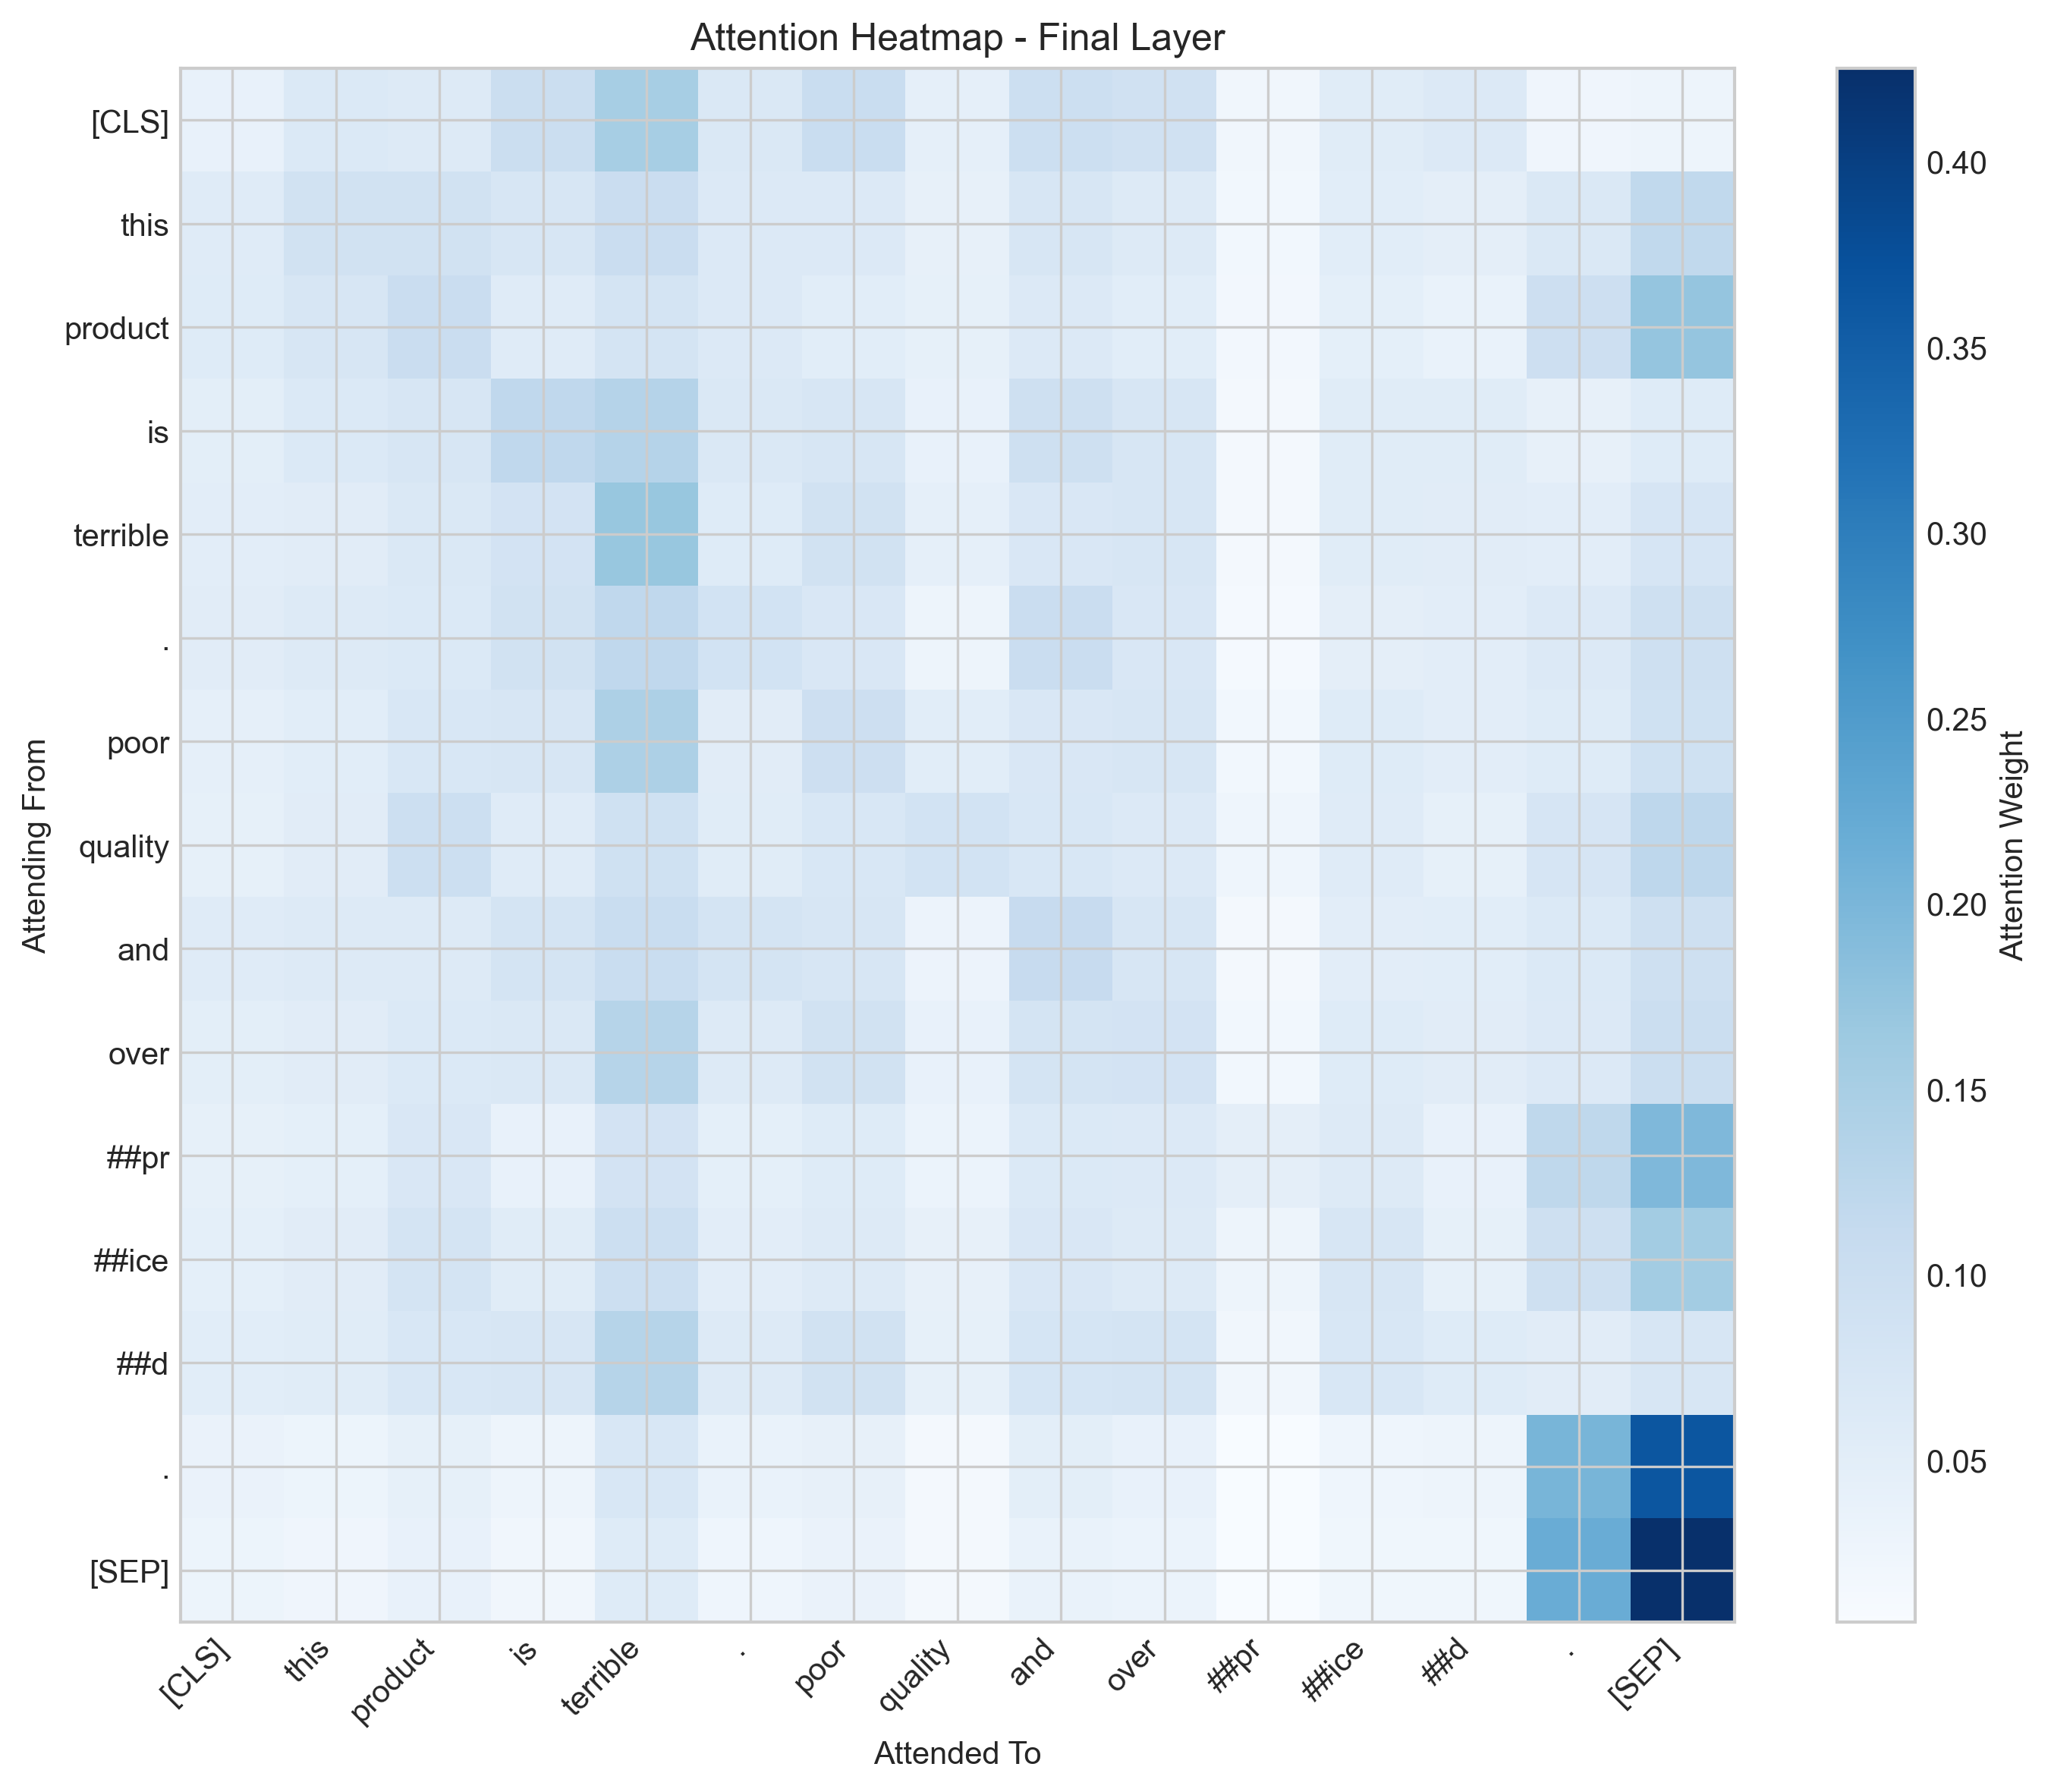 Attention Heatmap - Final Layer
[CLS]
this
product
is
terrible
.
poor
quality
and
over
##pr
##ice
##d
.
[SEP]
Attending From
[CLS]
this
product
is
terrible
.
poor
quality
and
over
##pr
##ice
##d
.
[SEP]
Attended To
0.40
0.35
0.30
0.25
0.20
0.15
0.10
0.05
Attention Weight